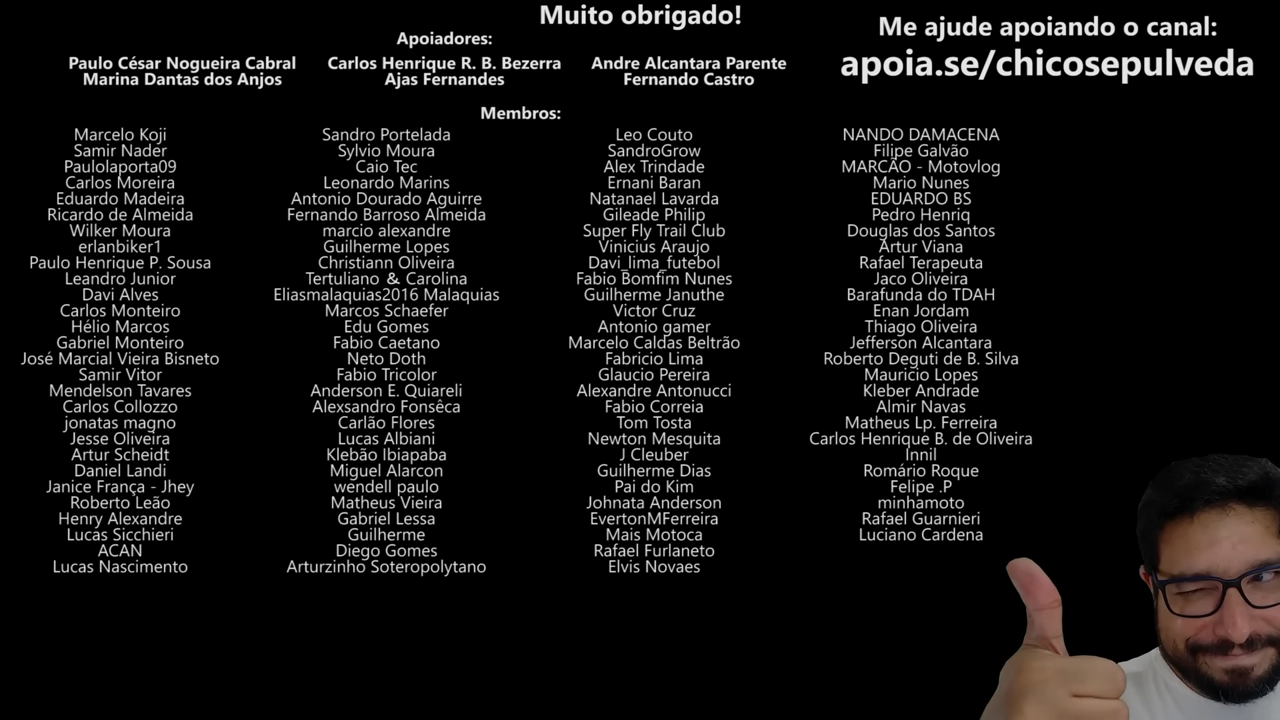 Muito obrigado!
Apoiadores:
Paulo César Nogueira Cabral
Marina Dantas dos Anjos
Carlos Henrique R. B. Bezerra
Ajas Fernandes
Andre Alcantara Parente
Fernando Castro
Me ajude apoiando o canal:
apoia.se/chicosepulveda
Membros:
Marcelo Koji
Samir Nader
Paulolaporta09
Carlos Moreira
Eduardo Madeira
Ricardo de Almeida
Wilker Moura
erlanbiker1
Paulo Henrique P. Sousa
Leandro Junior
Davi Alves
Carlos Monteiro
Hélio Marcos
Gabriel Monteiro
José Marcial Vieira Bisneto
Samir Vitor
Mendelson Tavares
Carlos Collozzo
jonatas magno
Jesse Oliveira
Artur Scheidt
Daniel Landi
Janice França - Jhey
Roberto Leão
Henry Alexandre
Lucas Sicchieri
ACAN
Lucas Nascimento
Sandro Portelada
Sylvio Moura
Caio Tec
Leonardo Marins
Antonio Dourado Aguirre
Fernando Barroso Almeida
marcio alexandre
Guilherme Lopes
Christiann Oliveira
Tertuliano & Carolina
Eliasmalaquias2016 Malaquias
Marcos Schaefer
Edu Gomes
Fabio Caetano
Neto Doth
Fabio Tricolor
Anderson E. Quiareli
Alexsandro Fonsêca
Carlão Flores
Lucas Albiani
Klebão Ibiapaba
Miguel Alarcon
wendell paulo
Matheus Vieira
Gabriel Lessa
Guilherme
Diego Gomes
Arturzinho Soteropolytano
Leo Couto
SandroGrow
Alex Trindade
Ernani Baran
Natanael Lavarda
Gileade Philip
Super Fly Trail Club
Vinicius Araujo
Davi_lima_futebol
Fabio Bomfim Nunes
Guilherme Januthe
Victor Cruz
Antonio gamer
Marcelo Caldas Beltrão
Fabricio Lima
Glaucio Pereira
Alexandre Antonucci
Fabio Correia
Tom Tosta
Newton Mesquita
J Cleuber
Guilherme Dias
Pai do Kim
Johnata Anderson
EvertonMFerreira
Mais Motoca
Rafael Furlaneto
Elvis Novaes
NANDO DAMACENA
Filipe Galvão
MARCÃO - Motovlog
Mario Nunes
EDUARDO BS
Pedro Henriq
Douglas dos Santos
Artur Viana
Rafael Terapeuta
Jaco Oliveira
Barafunda do TDAH
Enan Jordam
Thiago Oliveira
Jefferson Alcantara
Roberto Deguti de B. Silva
Mauricio Lopes
Kleber Andrade
Almir Navas
Matheus Lp. Ferreira
Carlos Henrique B. de Oliveira
Innil
Romário Roque
Felipe .P
minhamoto
Rafael Guarnieri
Luciano Cardena